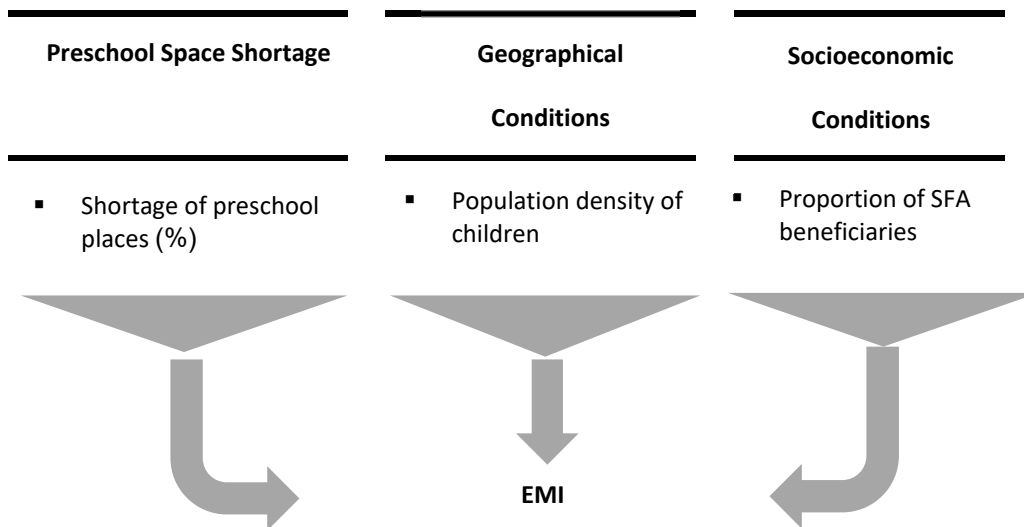 Preschool Space Shortage
Geographical
Conditions
Socioeconomic
Conditions
▪ Shortage of preschool
places (%)
▪ Population density of
children
▪ Proportion of SFA
beneficiaries
EMI